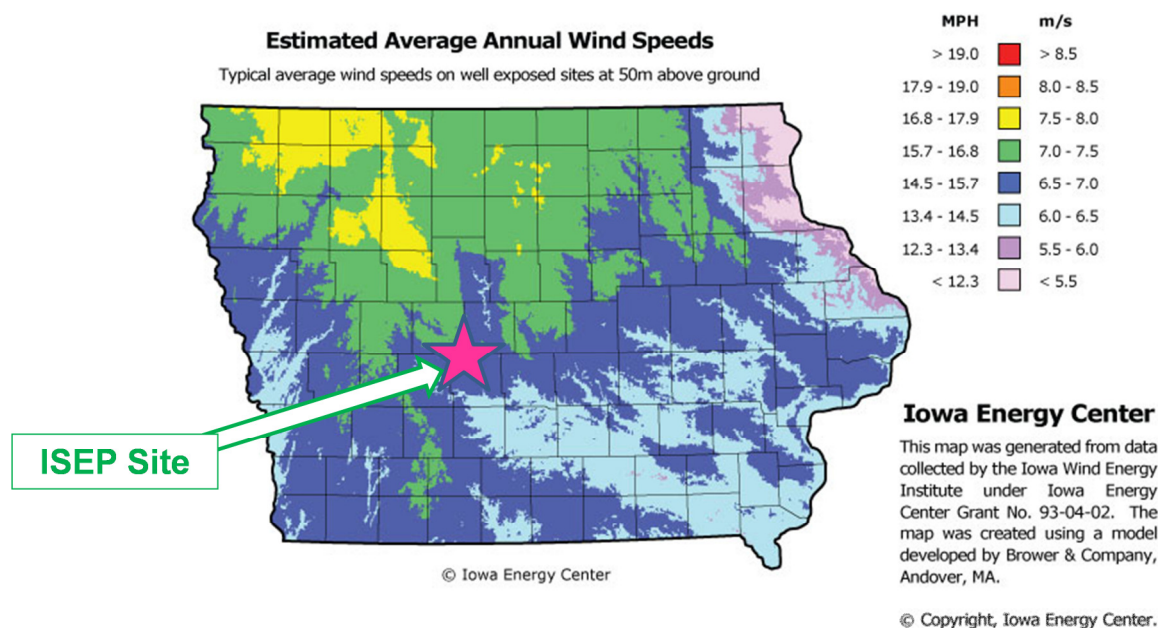 Estimated Average Annual Wind Speeds
Typical average wind speeds on well exposed sites at 50m above ground
MPH m/s
> 19.0 > 8.5
17.9 - 19.0 8.0 - 8.5
16.8 - 17.9 7.5 - 8.0
15.7 - 16.8 7.0 - 7.5
14.5 - 15.7 6.5 - 7.0
13.4 - 14.5 6.0 - 6.5
12.3 - 13.4 5.5 - 6.0
< 12.3 < 5.5
ISEP Site
© Iowa Energy Center
Iowa Energy Center
This map was generated from data
collected by the Iowa Wind Energy
Institute under Iowa Energy
Center Grant No. 93-04-02. The
map was created using a model
developed by Brower & Company,
Andover, MA.
© Copyright, Iowa Energy Center.